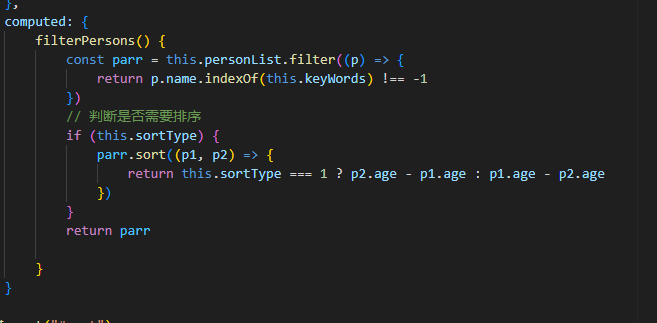 },
computed: {
filterPersons() {
const parr = this.personList.filter((p) => {
return p.name.indexOf(this.keyWords) !== -1
})
// 判断是否需要排序
if (this.sortType) {
parr.sort((p1, p2) => {
return this.sortType === 1 ? p2.age - p1.age : p1.age - p2.age
})
}
return parr
}
}